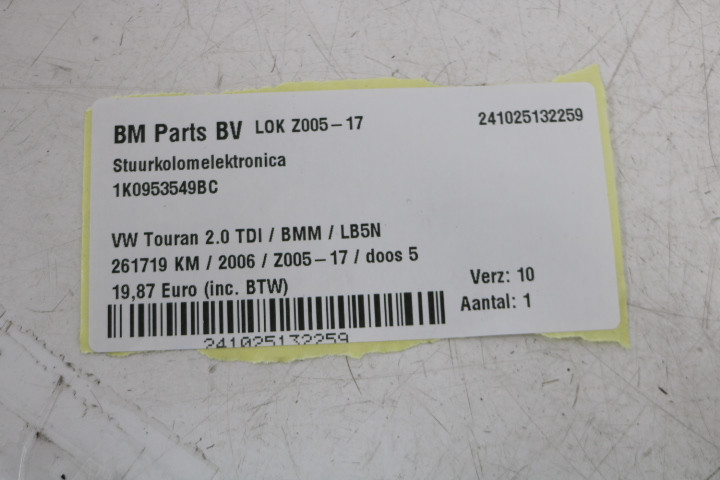 BM Parts BV LOK Z005-17 241025132259
Stuurkolomelektronica
1K0953549BC
VW Touran 2.0 TDI / BMM / LB5N
261719 KM / 2006 / Z005-17 / doos 5
19,87 Euro (inc. BTW) Verz: 10
Aantal: 1
241025132259